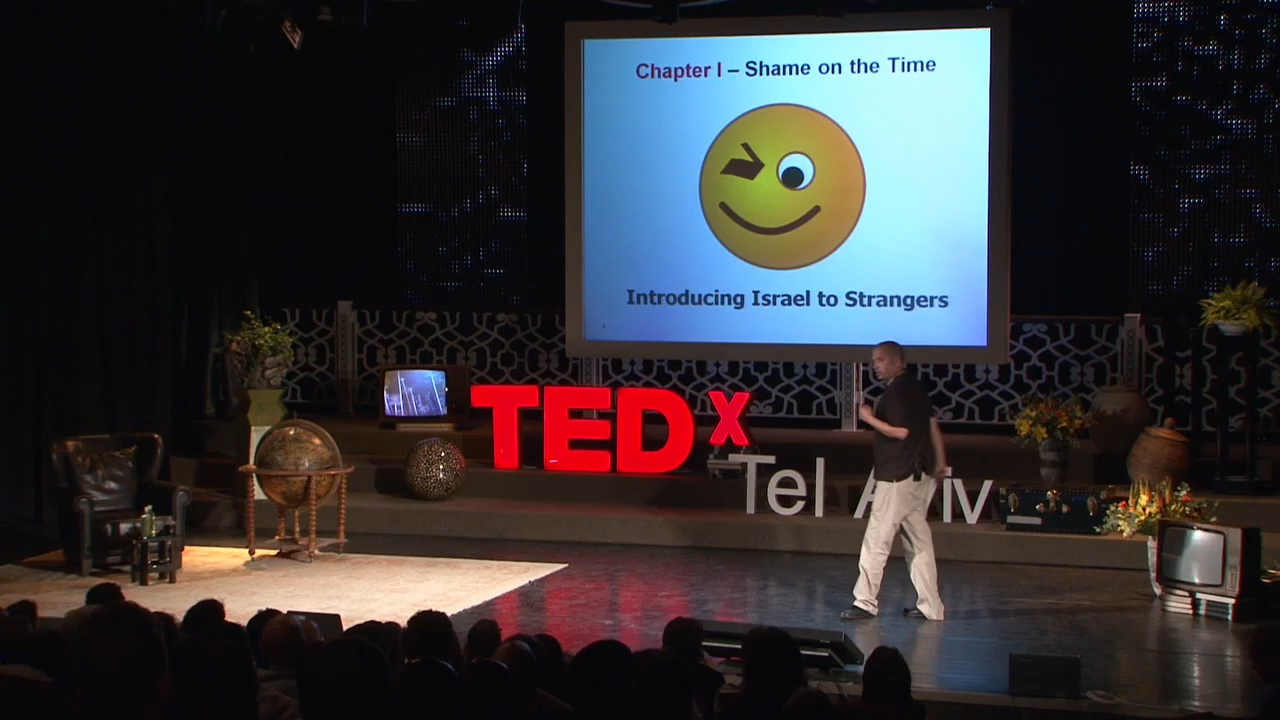 Chapter I – Shame on the Time
Introducing Israel to Strangers
TEDx
Tel Aviv